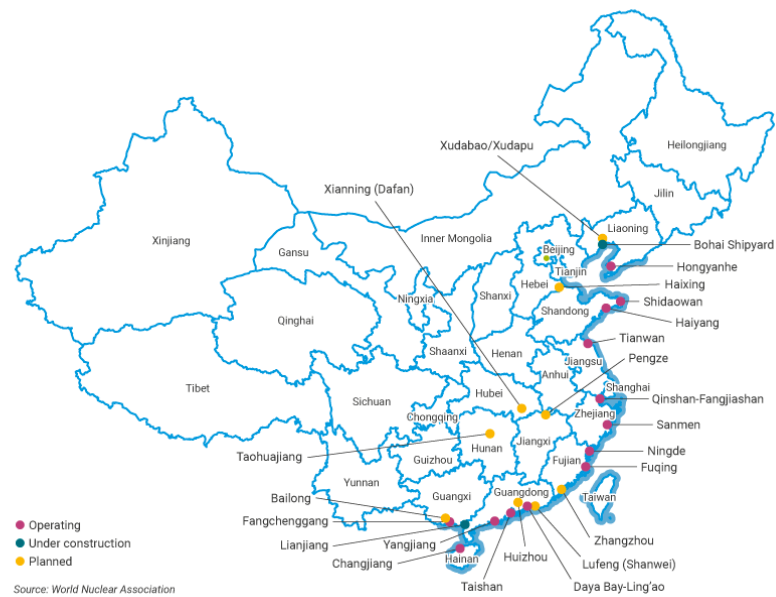 Heilongjiang
Xudabao/Xudapu
Jilin
Xianning (Dafan)
Liaoning
Xinjiang
Inner Mongolia
Bohai Shipyard
Beijing
Gansu
Hongyanhe
Tianjin
Hebei
Haixing
Ningxia
Shanxi
Shidaowan
Qinghai
Shandong
Haiyang
Tianwan
Shaanxi
Henan
Pengze
Jiangsu
Anhui
Tibet
Shanghai
Hubei
Sichuan
Qinshan-Fangjiashan
Chongqing
Zhejiang
Sanmen
Jiangxi
Hunan
Ningde
Taohuajiang
Guizhou
Fujian
Fuqing
Yunnan
Guangdong
Guangxi
Taiwan
Bailong
Fangchenggang
Zhangzhou
Lianjiang
Yangjiang
Hainan
Huizhou
Changjiang
Lufeng (Shanwei)
Taishan
Daya Bay-Ling'ao
Operating
Under construction
Planned
Source: World Nuclear Association